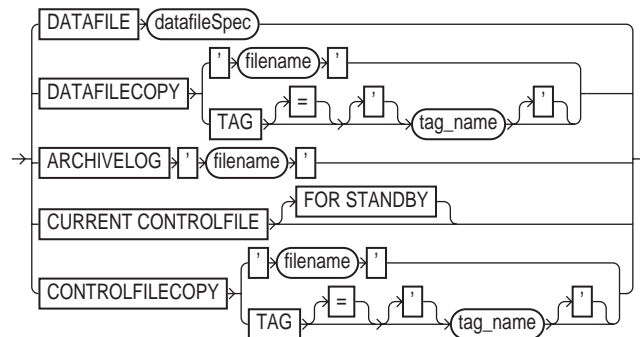 DATAFILE datafileSpec
' filename '
DATAFILECOPY
TAG = ' tag_name '
ARCHIVELOG ' filename '
CURRENT CONTROLFILE FOR STANDBY
' filename '
CONTROLFILECOPY
TAG = ' tag_name '